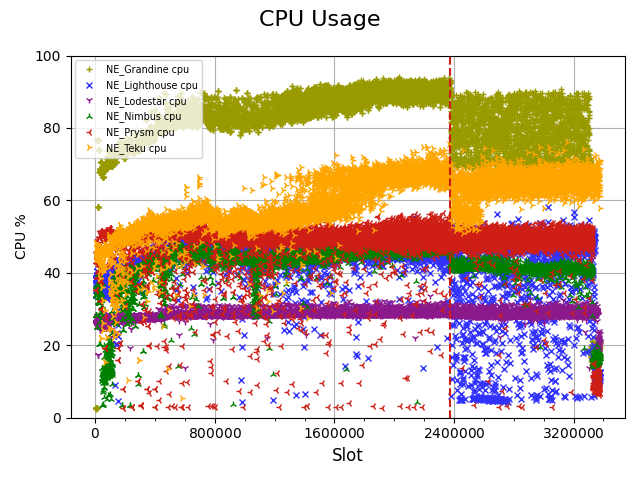 CPU Usage
100
80
60
40
20
0
CPU %
NE_Grandine cpu
NE_Lighthouse cpu
NE_Lodestar cpu
NE_Nimbus cpu
NE_Prysm cpu
NE_Teku cpu
0 800000 1600000 2400000 3200000
Slot